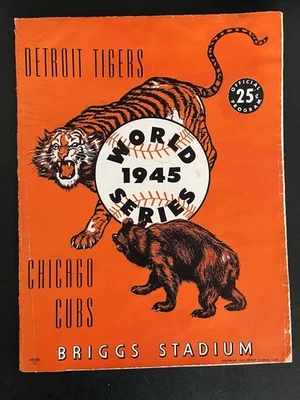 DETROIT TIGERS
OFFICIAL
25¢
PROGRAM
WORLD
1945
SERIES
CHICAGO
CUBS
BRIGGS STADIUM